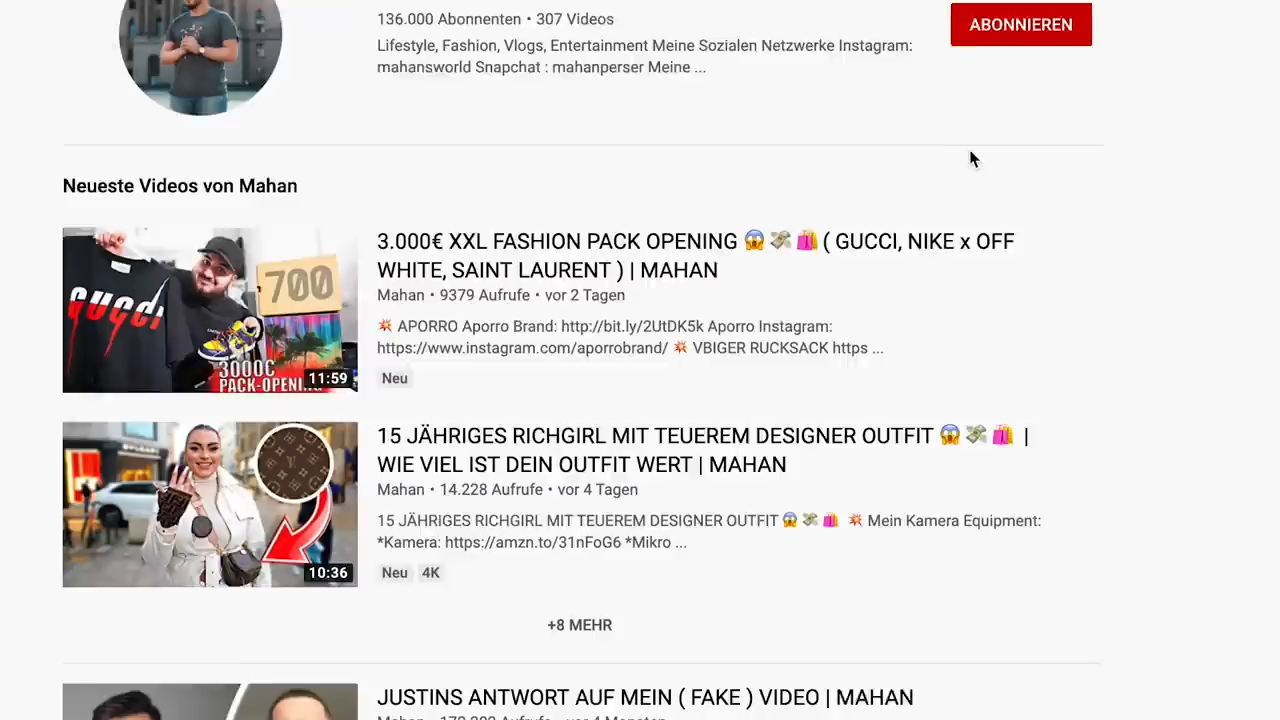 136.000 Abonnenten • 307 Videos
ABONNIEREN
Lifestyle, Fashion, Vlogs, Entertainment Meine Sozialen Netzwerke Instagram:
mahansworld Snapchat : mahanperser Meine ...
Neueste Videos von Mahan
GUCCI
700
3000€
PACK-OPENING
11:59
3.000€ XXL FASHION PACK OPENING 😱 💸 🛍️ ( GUCCI, NIKE x OFF
WHITE, SAINT LAURENT ) | MAHAN
Mahan • 9379 Aufrufe • vor 2 Tagen
💥 APORRO Aporro Brand: http://bit.ly/2UtDK5k Aporro Instagram:
https://www.instagram.com/aporrobrand/ 💥 VBIGER RUCKSACK https ...
Neu
10:36
15 JÄHRIGES RICHGIRL MIT TEUEREM DESIGNER OUTFIT 😱 💸 🛍️ |
WIE VIEL IST DEIN OUTFIT WERT | MAHAN
Mahan • 14.228 Aufrufe • vor 4 Tagen
15 JÄHRIGES RICHGIRL MIT TEUEREM DESIGNER OUTFIT 😱 💸 🛍️ 💥 Mein Kamera Equipment:
*Kamera: https://amzn.to/31nFoG6 *Mikro ...
Neu 4K
+8 MEHR
JUSTINS ANTWORT AUF MEIN ( FAKE ) VIDEO | MAHAN